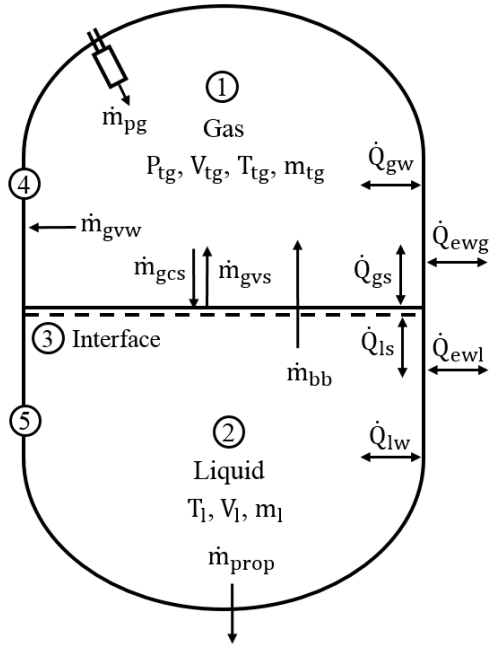 ①
ṁpg
Gas
Ptg, Vtg, Ttg, mtg
Q̇gw
④
ṁgvw
Q̇ewg
ṁgcs
ṁgvs
Q̇gs
③ Interface
Q̇ls
Q̇ewl
ṁbb
⑤
②
Q̇lw
Liquid
Tl, Vl, ml
ṁprop